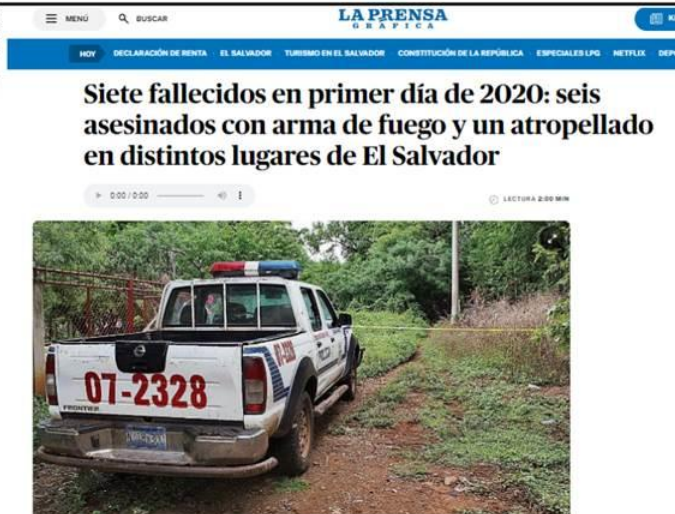 MENÚ
BUSCAR
LA PRENSA
GRÁFICA
HOY
DECLARACIÓN DE RENTA
EL SALVADOR
TURISMO EN EL SALVADOR
CONSTITUCIÓN DE LA REPÚBLICA
ESPECIALES LPG
NETFLIX
Siete fallecidos en primer día de 2020: seis
asesinados con arma de fuego y un atropellado
en distintos lugares de El Salvador
0:00 / 0:00
LECTURA 2:00 MIN
07-2328
07-2328
FRONTIER